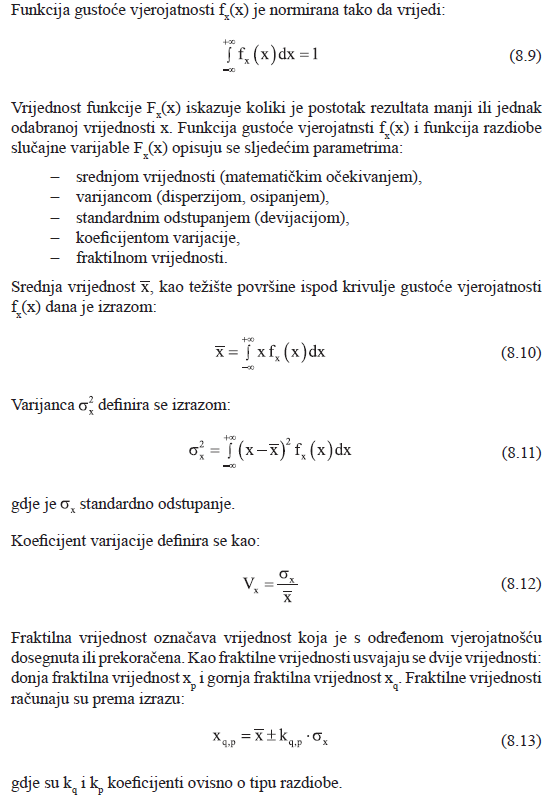 Funkcija gustoće vjerojatnosti fₓ(x) je normirana tako da vrijedi:
∫_{−∞}^{+∞} fₓ(x)dx = 1 (8.9)
Vrijednost funkcije Fₓ(x) iskazuje koliki je postotak rezultata manji ili jednak
odabranoj vrijednosti x. Funkcija gustoće vjerojatnsti fₓ(x) i funkcija razdiobe
slučajne varijable Fₓ(x) opisuju se sljedećim parametrima:
– srednjom vrijednosti (matematičkim očekivanjem),
– varijancom (disperzijom, osipanjem),
– standardnim odstupanjem (devijacijom),
– koeficijentom varijacije,
– fraktilnom vrijednosti.
Srednja vrijednost x̅, kao težište površine ispod krivulje gustoće vjerojatnosti
fₓ(x) dana je izrazom:
x̅ = ∫_{−∞}^{+∞} x fₓ(x)dx (8.10)
Varijanca σₓ² definira se izrazom:
σₓ² = ∫_{−∞}^{+∞} (x−x̅)² fₓ(x)dx (8.11)
gdje je σₓ standardno odstupanje.
Koeficijent varijacije definira se kao:
Vₓ = σₓ / x̅ (8.12)
Fraktilna vrijednost označava vrijednost koja je s određenom vjerojatnošću
dosegnuta ili prekoračena. Kao fraktilne vrijednosti usvajaju se dvije vrijednosti:
donja fraktilna vrijednost x_p i gornja fraktilna vrijednost x_q. Fraktilne vrijednosti
računaju su prema izrazu:
x_{q,p} = x̅ ± k_{q,p} · σₓ (8.13)
gdje su k_q i k_p koeficijenti ovisno o tipu razdiobe.